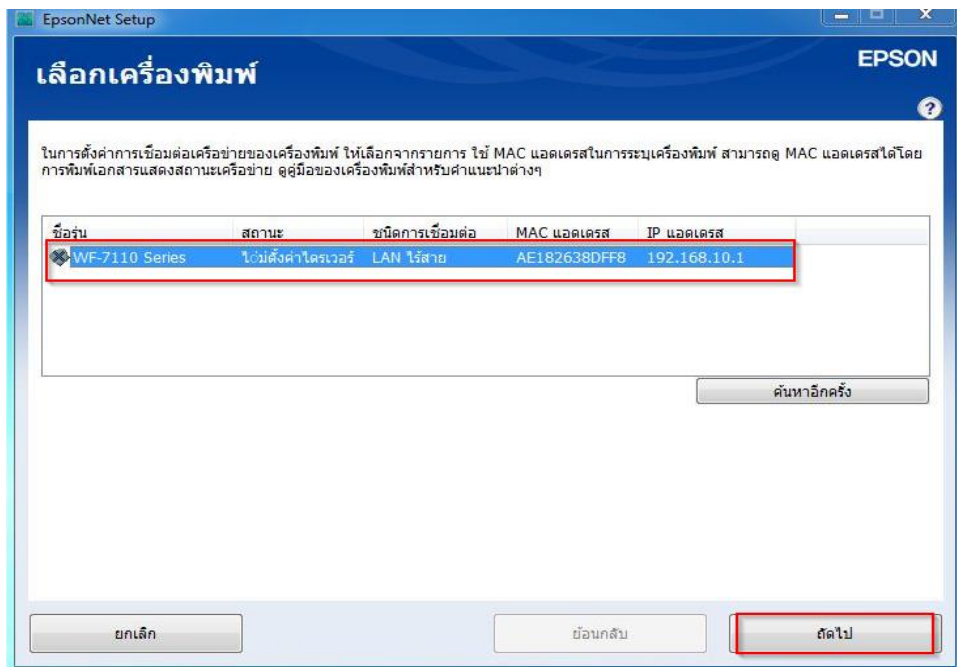 EpsonNet Setup
EPSON
เลือกเครื่องพิมพ์
?
ในการตั้งค่าการเชื่อมต่อเครือข่ายของเครื่องพิมพ์ ให้เลือกจากรายการ ใช้ MAC แอดเดรสในการระบุเครื่องพิมพ์ สามารถดู MAC แอดเดรสได้โดย
การพิมพ์เอกสารแสดงสถานะเครือข่าย ดูคู่มือของเครื่องพิมพ์สำหรับคำแนะนำต่างๆ
ชื่อรุ่น สถานะ ชนิดการเชื่อมต่อ MAC แอดเดรส IP แอดเดรส
WF-7110 Series ไม่มีตั้งค่าไดรเวอร์ LAN ไร้สาย AE182638DFF8 192.168.10.1
ค้นหาอีกครั้ง
ยกเลิก ย้อนกลับ ถัดไป